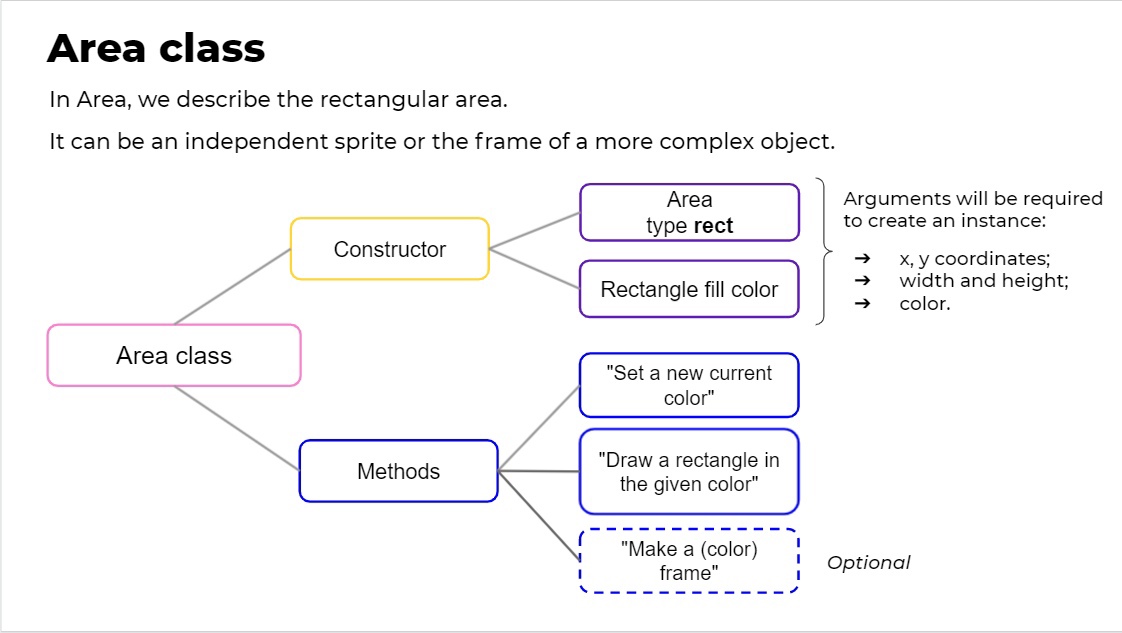 Area class
In Area, we describe the rectangular area.
It can be an independent sprite or the frame of a more complex object.
Area
type rect
Constructor
Rectangle fill color
Arguments will be required
to create an instance:
➔ x, y coordinates;
➔ width and height;
➔ color.
Area class
"Set a new current
color"
Methods
"Draw a rectangle in
the given color"
"Make a (color)
frame"
Optional